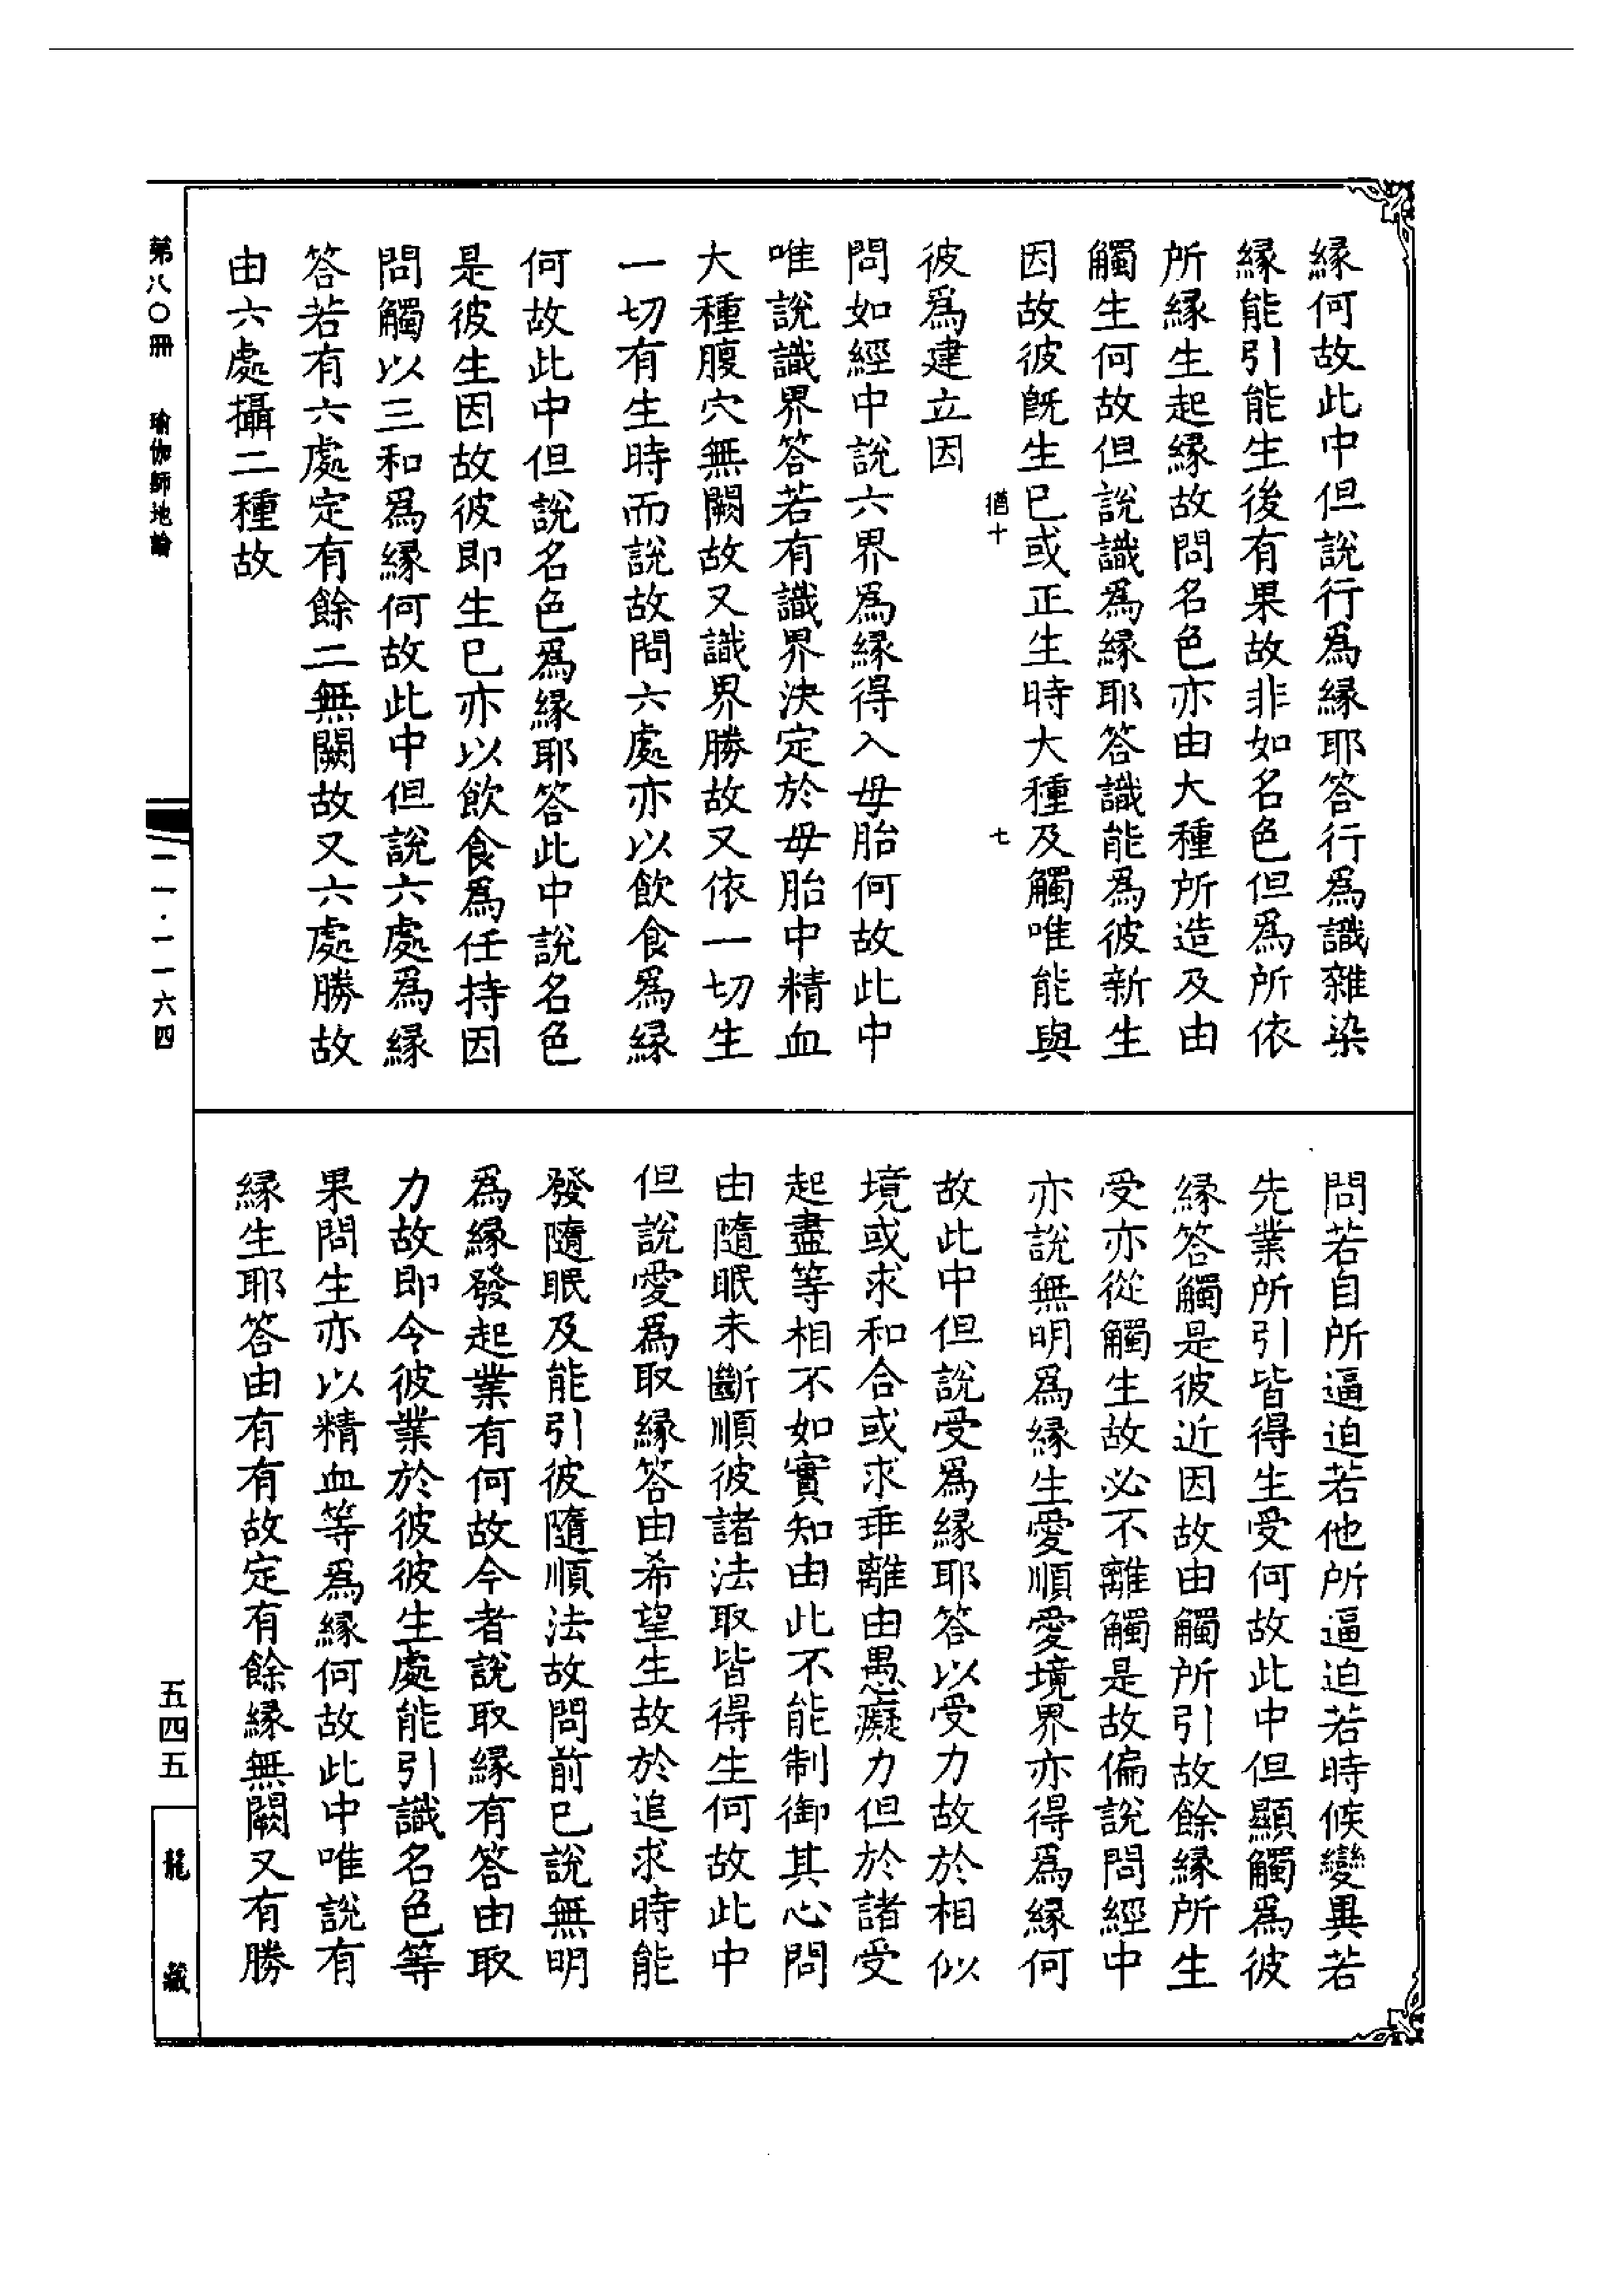 緣何故此中但說行爲緣耶答行爲識雜染
緣能引能生後有果故非如名色但爲所依
所緣生起緣故問名色亦由大種所造及由
觸生何故但說識爲緣耶答識能爲彼新生
因故彼旣生已或正生時大種及觸唯能與
彼爲建立因
問如經中說六界爲緣得入母胎何故此中
唯說識界答若有識界決定於母胎中精血
大種腹穴無闕故又識界勝故又依一切生
一切有生時而說故問六處亦以飲食爲緣
何故此中但說名色爲緣耶答此中說名色
是彼生因故彼即生已亦以飲食爲任持因
問觸以三和爲緣何故此中但說六處爲緣
答若有六處定有餘二無闕故又六處勝故
由六處攝二種故
問若自所逼迫若他所逼迫若時候變異若
先業所引皆得生受何故此中但顯觸爲彼
緣答觸是彼近因故由觸所引故餘緣所生
受亦從觸生故必不離觸是故偏說問經中
亦說無明爲緣生愛順愛境界亦得爲緣何
故此中但說受爲緣耶答以受力故於相似
境或求和合或求乖離由愚癡力但於諸受
起盡等相不如實知由此不能制御其心問
由隨眠未斷順彼諸法取皆得生何故此中
但說愛爲取緣答由希望生故於追求時能
發隨眠及能引彼隨順法故問前已說無明
爲緣發起業有何故今者說取緣有答由取
力故即令彼業於彼彼生處能引識名色等
果問生亦以精血等爲緣何故此中唯說有
緣生耶答由有有故定有餘緣無闕又有勝
第八〇冊 瑜伽師地論
一一·一一六四
五四五
龍藏
七